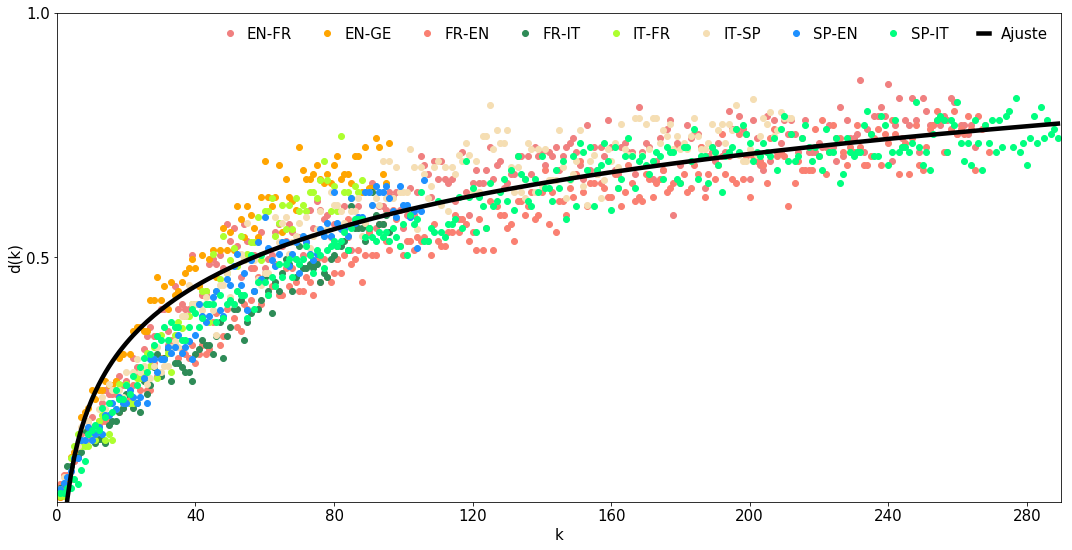 1.0
EN-FR EN-GE FR-EN FR-IT IT-FR IT-SP SP-EN SP-IT Ajuste
d(k)
0.5
0 40 80 120 160 200 240 280
k